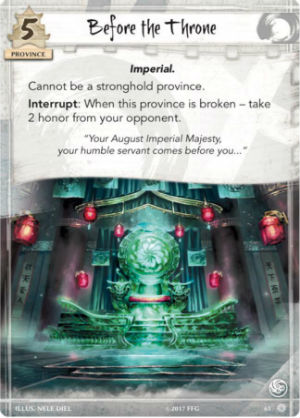 5
Before the Throne
PROVINCE
Imperial.
Cannot be a stronghold province.
Interrupt: When this province is broken – take
2 honor from your opponent.
"Your August Imperial Majesty,
your humble servant comes before you..."
ILLUS: NELE DIEL
©2017 FFG